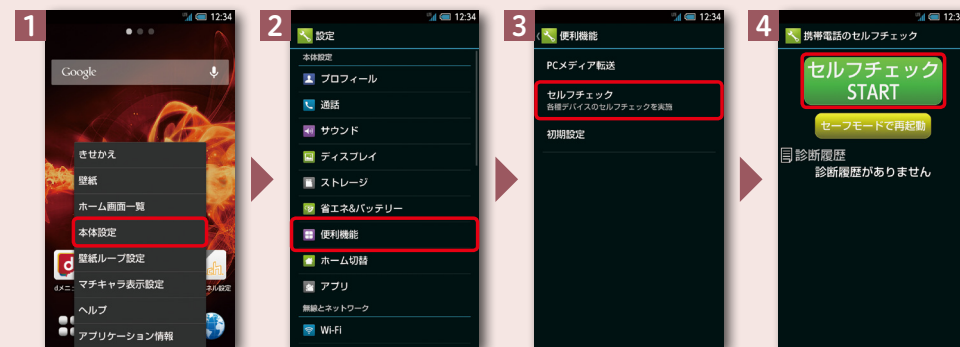 1
12:34
Google
きせかえ
壁紙
ホーム画面一覧
本体設定
壁紙ループ設定
マチキャラ表示設定
ヘルプ
アプリケーション情報
dメニ
ネル設定
2
12:34
設定
本体設定
プロフィール
通話
サウンド
ディスプレイ
ストレージ
省エネ&バッテリー
便利機能
ホーム切替
アプリ
無線とネットワーク
Wi-Fi
3
12:34
便利機能
PCメディア転送
セルフチェック
各種デバイスのセルフチェックを実施
初期設定
4
12:3
携帯電話のセルフチェック
セルフチェック
START
セーフモードで再起動
診断履歴
診断履歴がありません